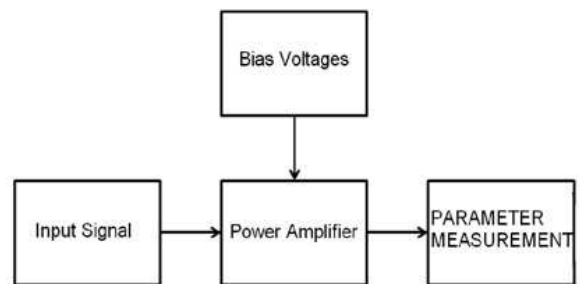 Bias Voltages
Input Signal
Power Amplifier
PARAMETER
MEASUREMENT